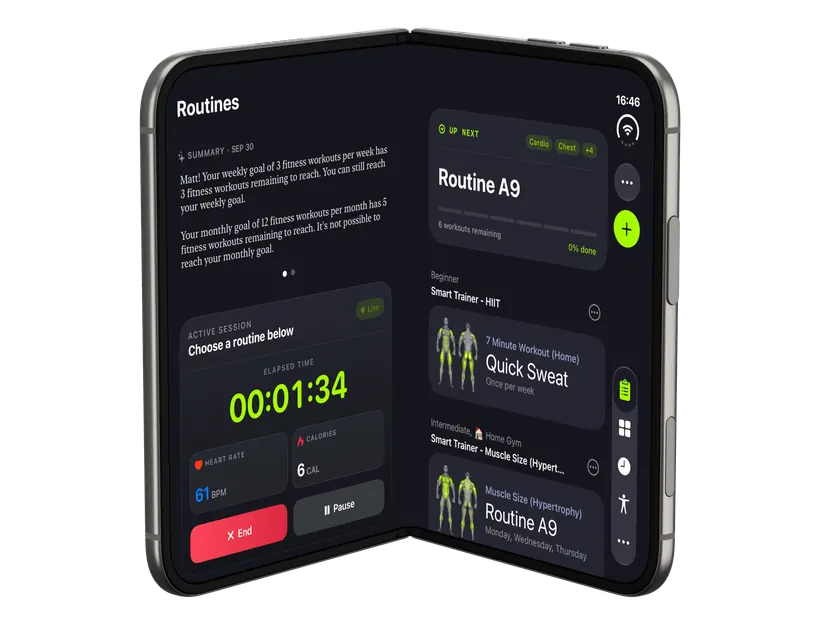 Routines
SUMMARY · SEP 30
Matt! Your weekly goal of 3 fitness workouts per week has
3 fitness workouts remaining to reach. You can still reach
your weekly goal.
Your monthly goal of 12 fitness workouts per month has 5
fitness workouts remaining to reach. It's not possible to
reach your monthly goal.
ACTIVE SESSION
Live
Choose a routine below
ELAPSED TIME
00:01:34
HEART RATE
61 BPM
CALORIES
6 CAL
End
Pause
16:46
UP NEXT
Cardio Chest +4
Routine A9
6 workouts remaining
0% done
Beginner
Smart Trainer - HIIT
7 Minute Workout (Home)
Quick Sweat
Once per week
Intermediate, 🏠 Home Gym
Smart Trainer - Muscle Size (Hypert...
Muscle Size (Hypertrophy)
Routine A9
Monday, Wednesday, Thursday